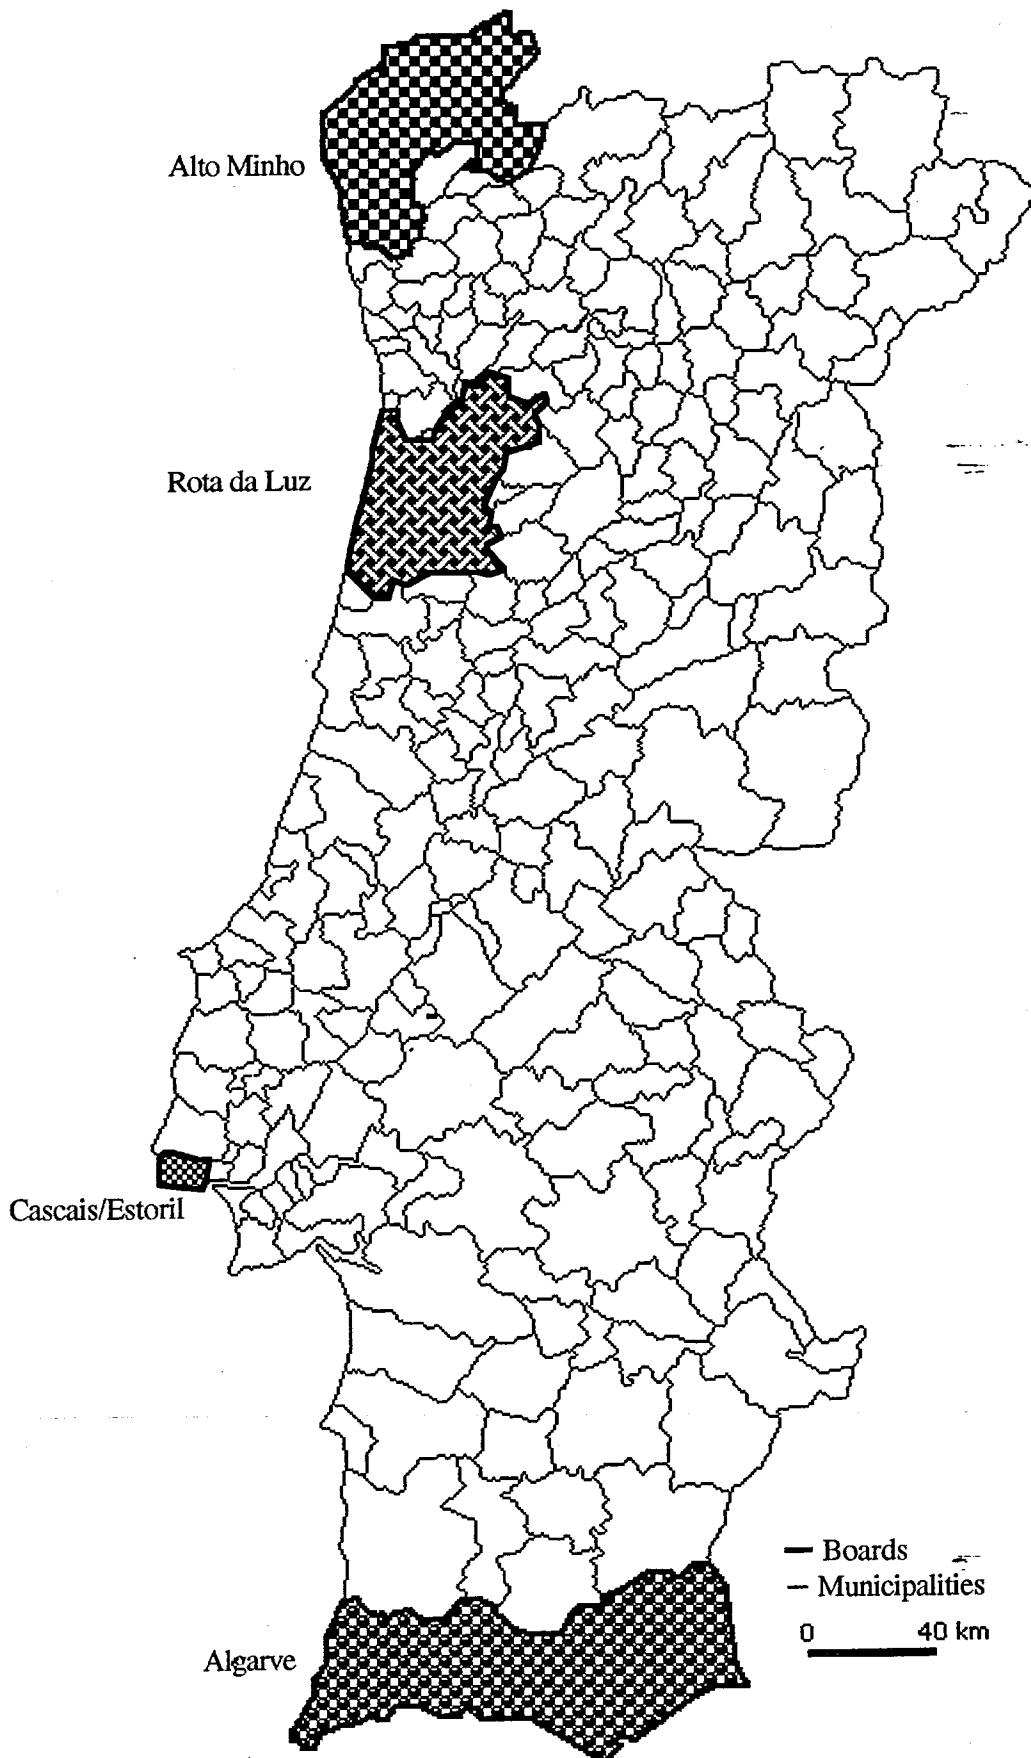 Alto Minho
Rota da Luz
Cascais/Estoril
Boards
Municipalities
0 40 km
Algarve